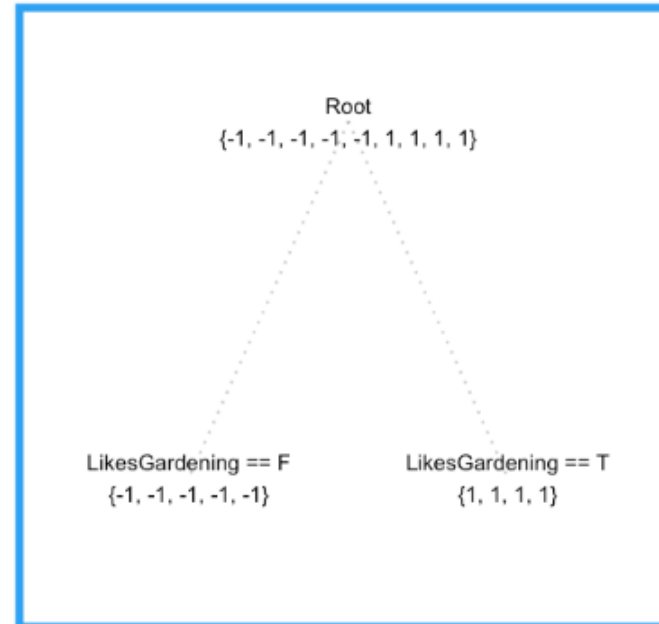 Root
{-1, -1, -1, -1, -1, 1, 1, 1, 1}
LikesGardening == F
{-1, -1, -1, -1, -1}
LikesGardening == T
{1, 1, 1, 1}